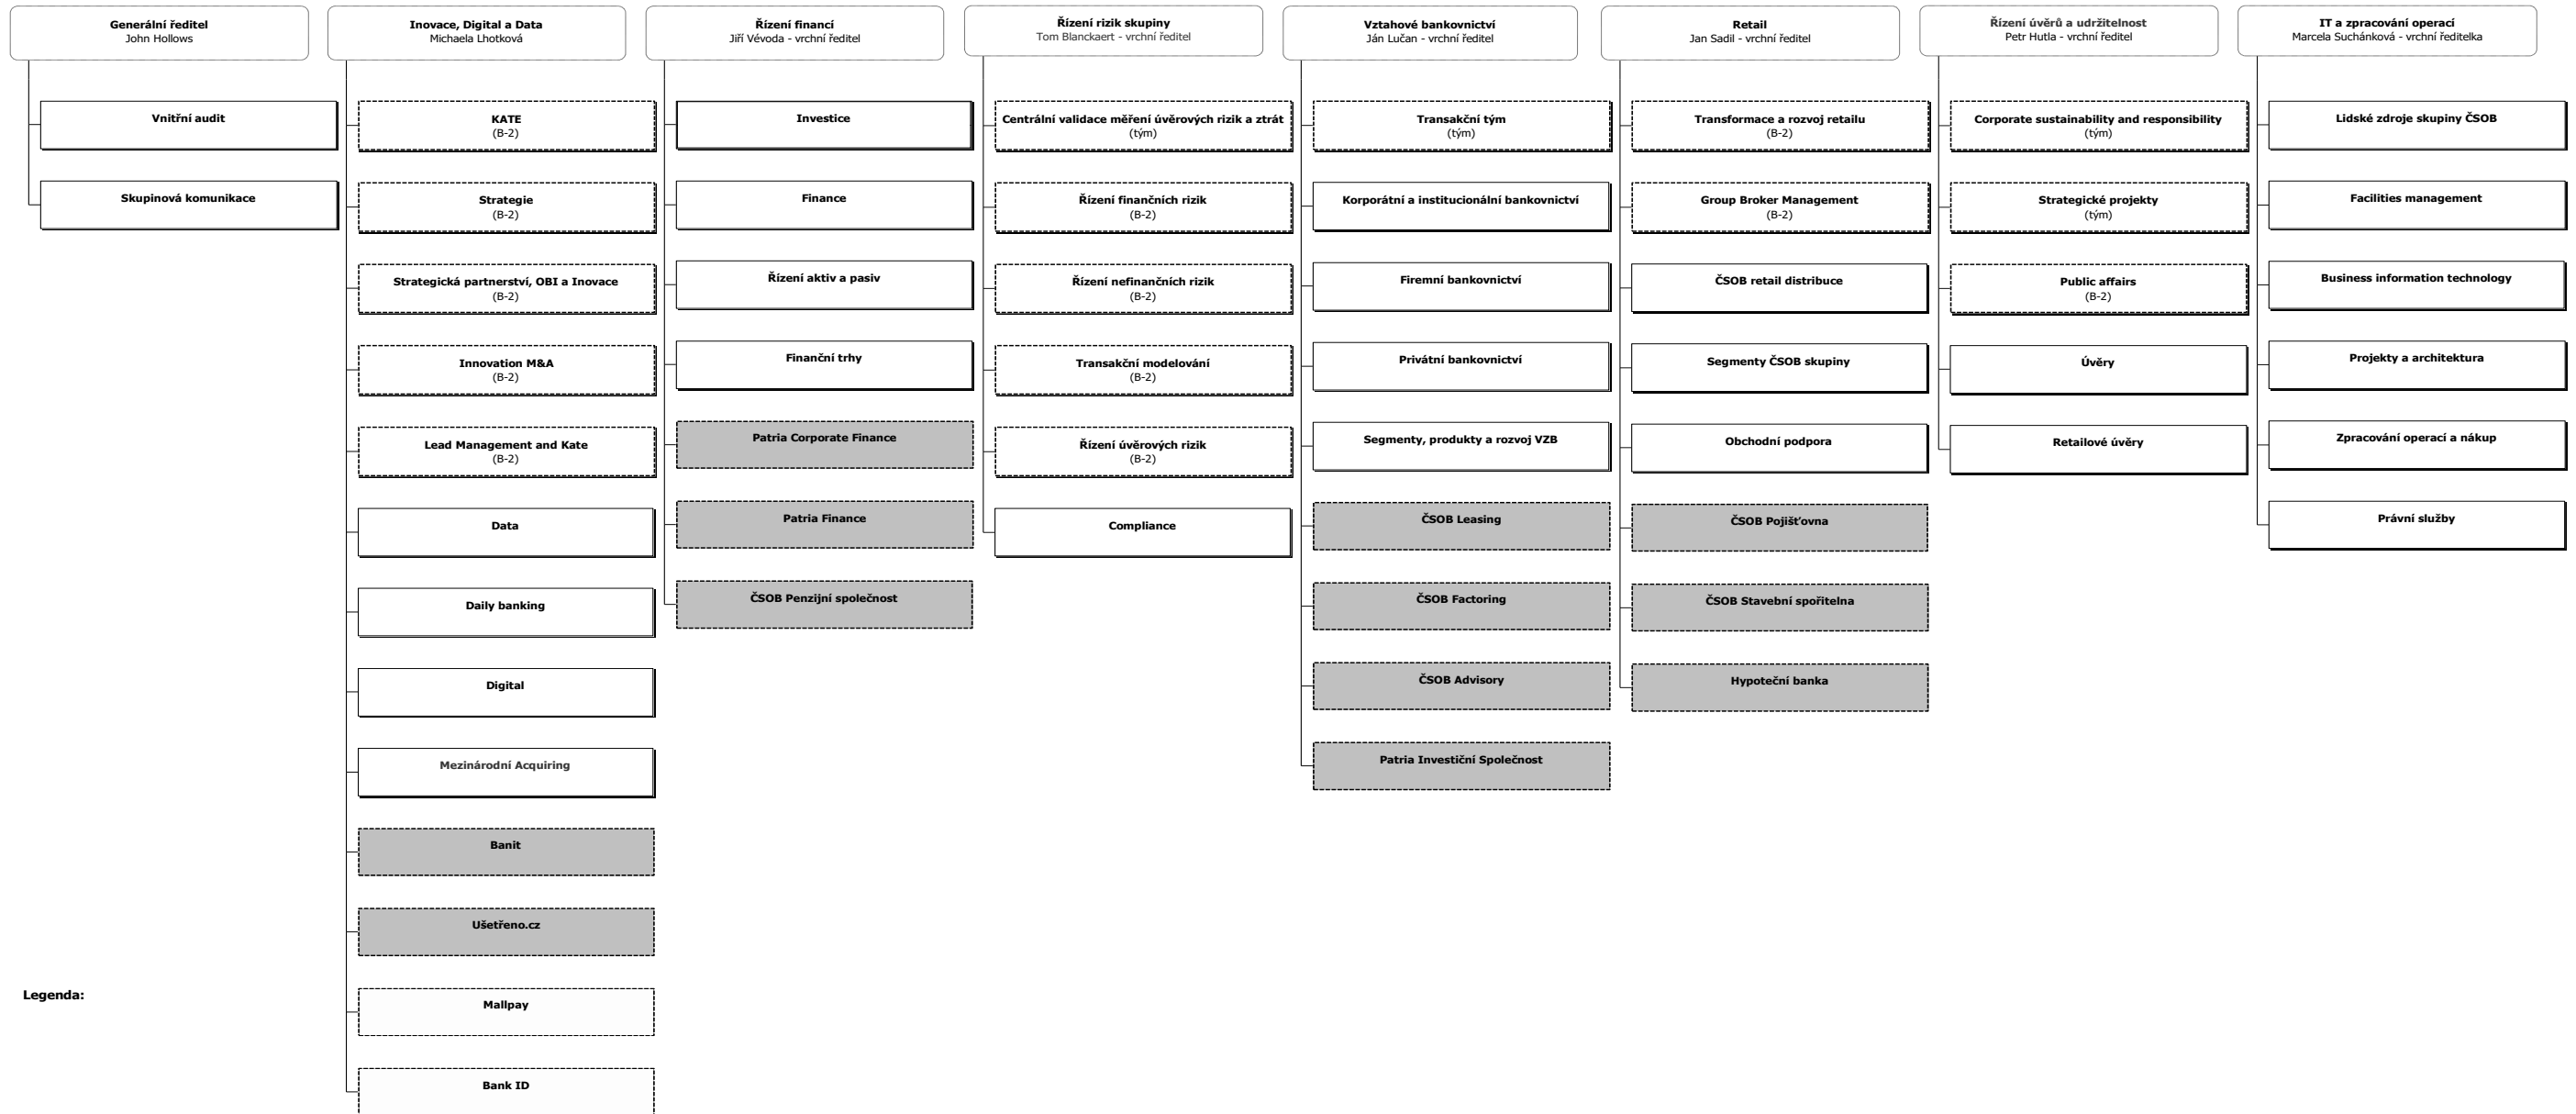 Generální ředitel
John Hollows
Vnitřní audit
Skupinová komunikace
Inovace, Digital a Data
Michaela Lhotková
KATE
(B-2)
Strategie
(B-2)
Strategická partnerství, OBI a Inovace
(B-2)
Innovation M&A
(B-2)
Lead Management and Kate
(B-2)
Data
Daily banking
Digital
Mezinárodní Acquiring
Banit
Ušetřeno.cz
Mallpay
Bank ID
Řízení financí
Jiří Vévoda - vrchní ředitel
Investice
Finance
Řízení aktiv a pasiv
Finanční trhy
Patria Corporate Finance
Patria Finance
ČSOB Penzijní společnost
Řízení rizik skupiny
Tom Blanckaert - vrchní ředitel
Centrální validace měření úvěrových rizik a ztrát
(tým)
Řízení finančních rizik
(B-2)
Řízení nefinančních rizik
(B-2)
Transakční modelování
(B-2)
Řízení úvěrových rizik
(B-2)
Compliance
Vztahové bankovnictví
Ján Lučan - vrchní ředitel
Transakční tým
(tým)
Korporátní a institucionální bankovnictví
Firemní bankovnictví
Privátní bankovnictví
Segmenty, produkty a rozvoj VZB
ČSOB Leasing
ČSOB Factoring
ČSOB Advisory
Patria Investiční Společnost
Retail
Jan Sadil - vrchní ředitel
Transformace a rozvoj retailu
(B-2)
Group Broker Management
(B-2)
ČSOB retail distribuce
Segmenty ČSOB skupiny
Obchodní podpora
ČSOB Pojišťovna
ČSOB Stavební spořitelna
Hypoteční banka
Řízení úvěrů a udržitelnost
Petr Hutla - vrchní ředitel
Corporate sustainability and responsibility
(tým)
Strategické projekty
(tým)
Public affairs
(B-2)
Úvěry
Retailové úvěry
IT a zpracování operací
Marcela Suchánková - vrchní ředitelka
Lidské zdroje skupiny ČSOB
Facilities management
Business information technology
Projekty a architektura
Zpracování operací a nákup
Právní služby
Legenda: